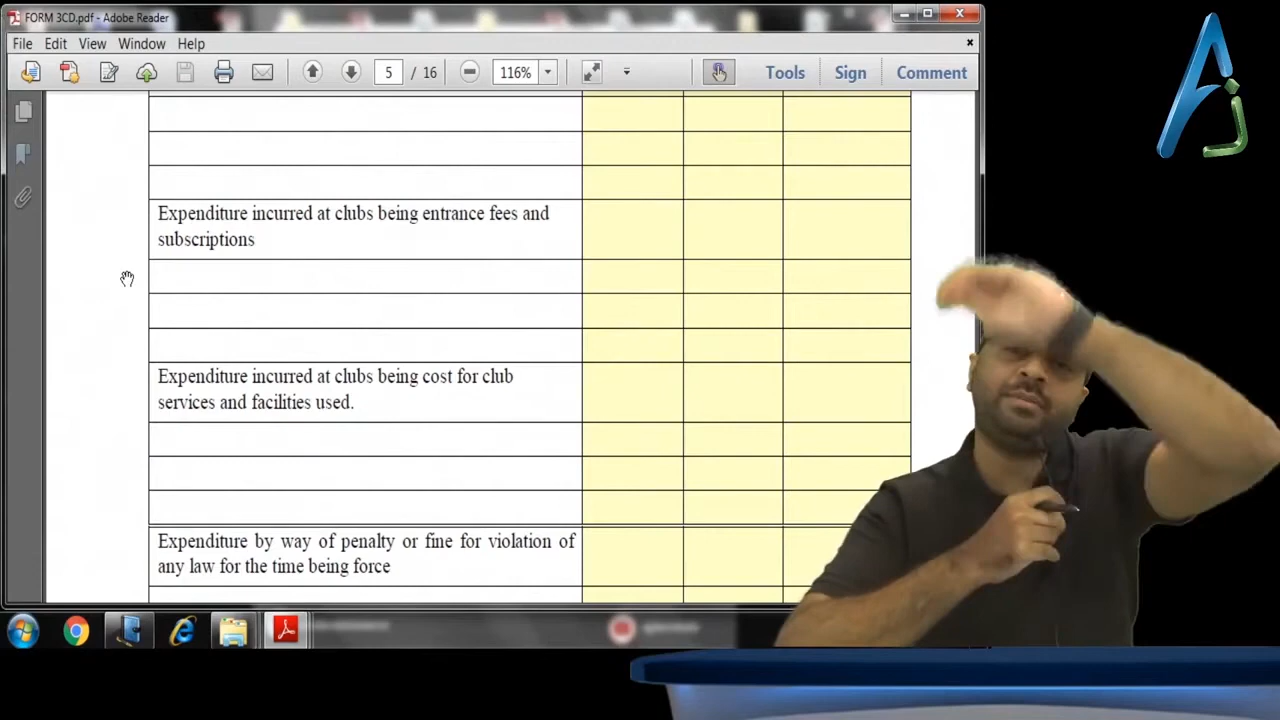 FORM 3CD.pdf - Adobe Reader
File Edit View Window Help
5 / 16 116% Tools Sign Comment
Expenditure incurred at clubs being entrance fees and
subscriptions
Expenditure incurred at clubs being cost for club
services and facilities used.
Expenditure by way of penalty or fine for violation of
any law for the time being force